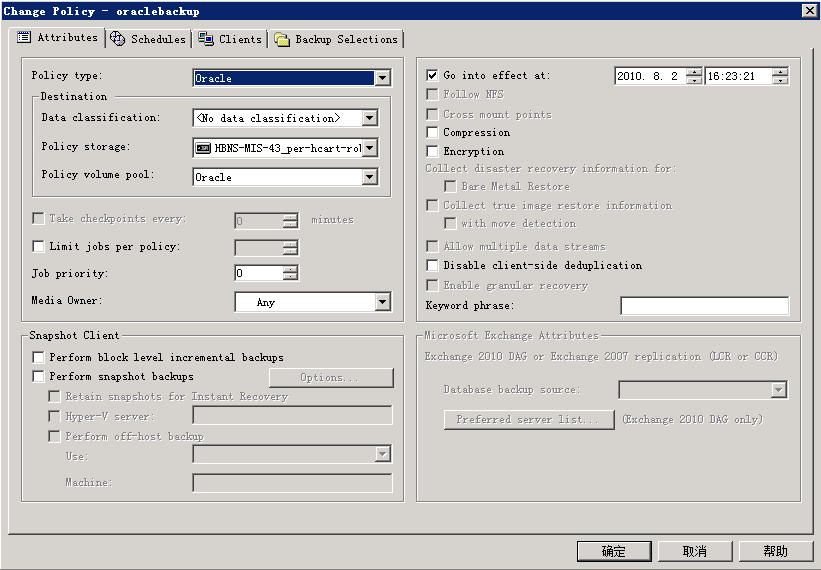 Change Policy - oraclebackup
Attributes Schedules Clients Backup Selections
Policy type: Oracle
Destination
Data classification: <No data classification>
Policy storage: HBNS-MIS-43_per-hcart-rol
Policy volume pool: Oracle
Take checkpoints every: 0 minutes
Limit jobs per policy:
Job priority: 0
Media Owner: Any
Snapshot Client
Perform block level incremental backups
Perform snapshot backups Options...
Retain snapshots for Instant Recovery
Hyper-V server:
Perform off-host backup
Use:
Machine:
Go into effect at: 2010. 8. 2 16:23:21
Follow NFS
Cross mount points
Compression
Encryption
Collect disaster recovery information for:
Bare Metal Restore
Collect true image restore information
with move detection
Allow multiple data streams
Disable client-side deduplication
Enable granular recovery
Keyword phrase:
Microsoft Exchange Attributes
Exchange 2010 DAG or Exchange 2007 replication (LCR or CCR)
Database backup source:
Preferred server list... (Exchange 2010 DAG only)
确定 取消 帮助